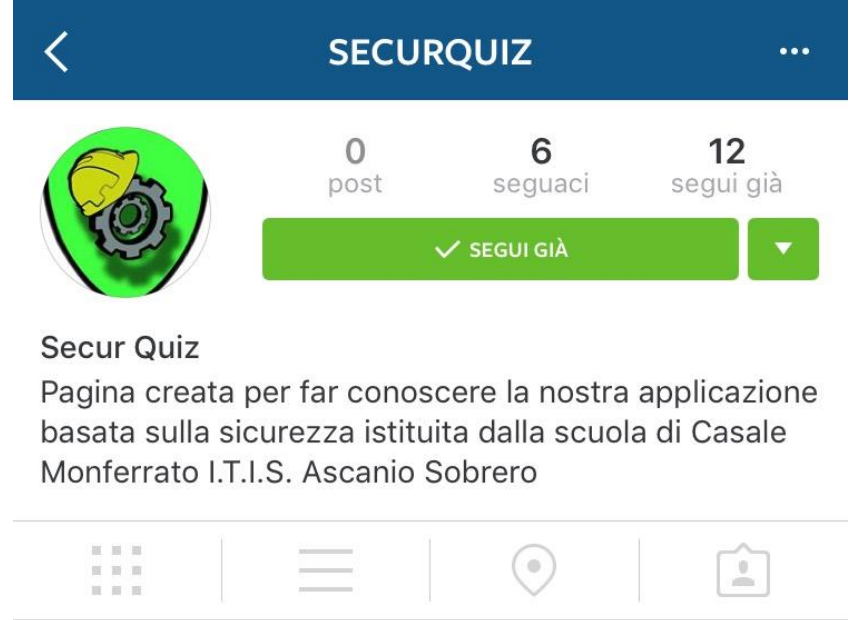 SECURQUIZ
0 6 12
post seguaci segui già
SEGUI GIÀ
Secur Quiz
Pagina creata per far conoscere la nostra applicazione
basata sulla sicurezza istituita dalla scuola di Casale
Monferrato I.T.I.S. Ascanio Sobrero